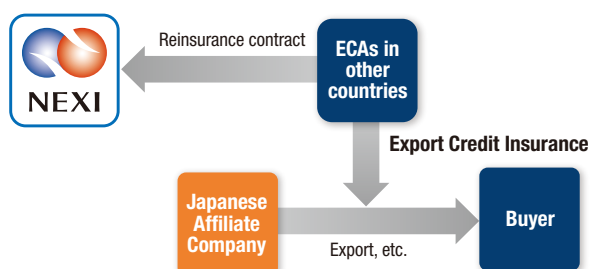 Reinsurance contract
NEXI
ECAs in
other
countries
Export Credit Insurance
Japanese
Affiliate
Company
Export, etc.
Buyer